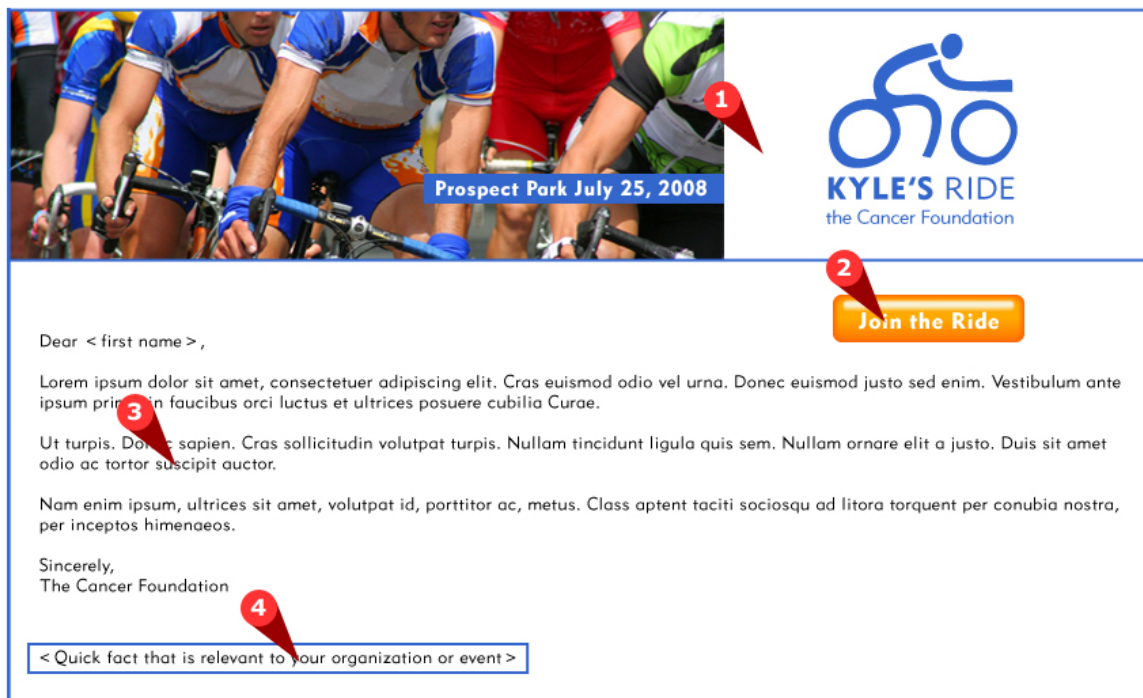 1
Prospect Park July 25, 2008
KYLE'S RIDE
the Cancer Foundation
2
Join the Ride
Dear < first name > ,
Lorem ipsum dolor sit amet, consectetuer adipiscing elit. Cras euismod odio vel urna. Donec euismod justo sed enim. Vestibulum ante
ipsum in faucibus orci luctus et ultrices posuere cubilia Curae.
3
Ut turpis. sapien. Cras sollicitudin volutpat turpis. Nullam tincidunt ligula quis sem. Nullam ornare elit a justo. Duis sit amet
odio ac tortor suscipit auctor.
Nam enim ipsum, ultrices sit amet, volutpat id, porttitor ac, metus. Class aptent taciti sociosqu ad litora torquent per conubia nostra,
per inceptos himenaeos.
Sincerely,
The Cancer Foundation
4
< Quick fact that is relevant to your organization or event >